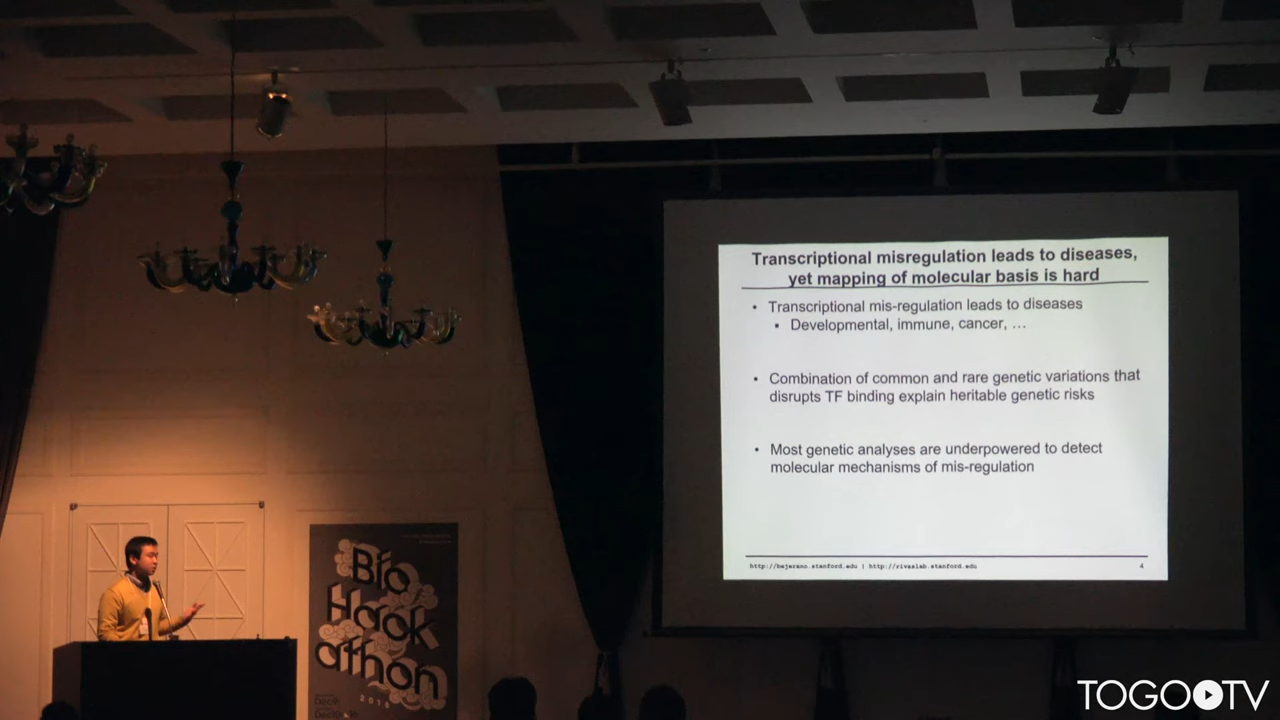 Transcriptional misregulation leads to diseases,
yet mapping of molecular basis is hard
• Transcriptional mis-regulation leads to diseases
▪ Developmental, immune, cancer, …
• Combination of common and rare genetic variations that
disrupts TF binding explain heritable genetic risks
• Most genetic analyses are underpowered to detect
molecular mechanisms of mis-regulation
http://bejerano.stanford.edu | http://rivaslab.stanford.edu
4
Bio
Hack
athon
TOGO TV